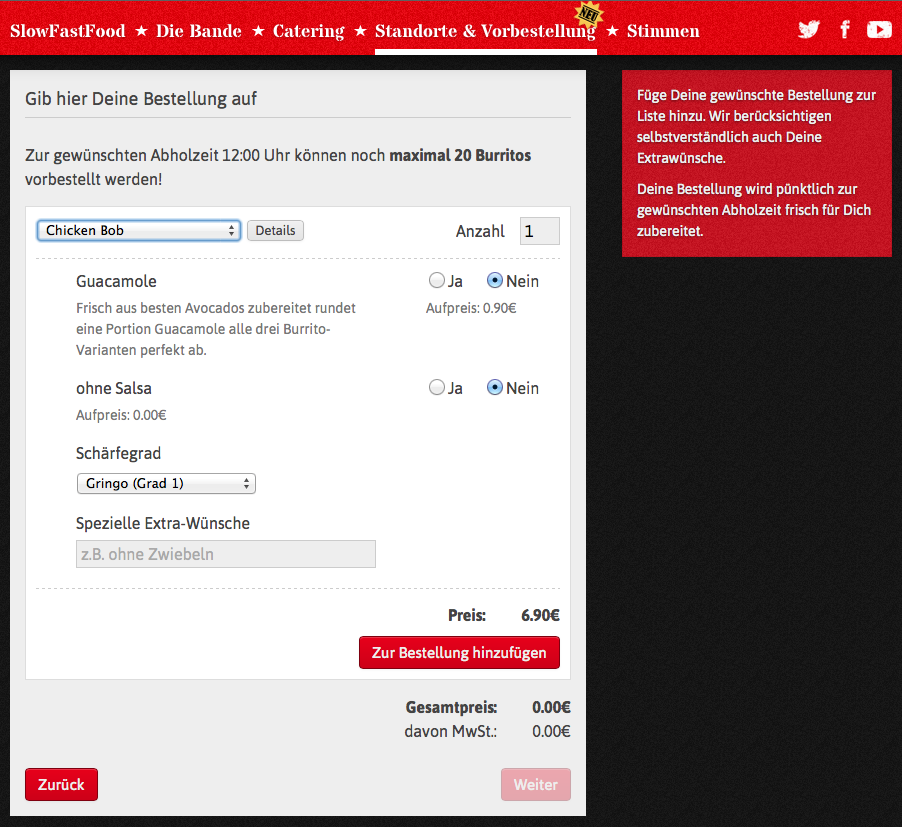 SlowFastFood ★ Die Bande ★ Catering ★ Standorte & Vorbestellung ★ Stimmen
NEU
Gib hier Deine Bestellung auf
Zur gewünschten Abholzeit 12:00 Uhr können noch maximal 20 Burritos
vorbestellt werden!
Chicken Bob Details Anzahl 1
Guacamole Ja Nein
Frisch aus besten Avocados zubereitet rundet Aufpreis: 0.90€
eine Portion Guacamole alle drei Burrito-
Varianten perfekt ab.
ohne Salsa Ja Nein
Aufpreis: 0.00€
Schärfegrad
Gringo (Grad 1)
Spezielle Extra-Wünsche
z.B. ohne Zwiebeln
Preis: 6.90€
Zur Bestellung hinzufügen
Gesamtpreis: 0.00€
davon MwSt.: 0.00€
Zurück Weiter
Füge Deine gewünschte Bestellung zur
Liste hinzu. Wir berücksichtigen
selbstverständlich auch Deine
Extrawünsche.
Deine Bestellung wird pünktlich zur
gewünschten Abholzeit frisch für Dich
zubereitet.